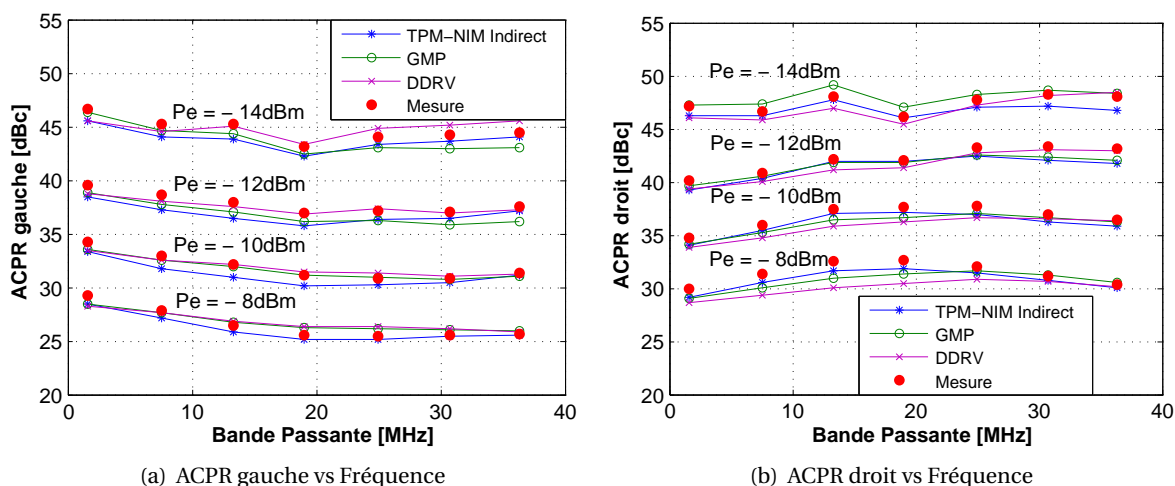 55
50
45
40
35
30
25
20
0
10
20
30
40
ACPR gauche [dBc]
Bande Passante [MHz]
TPM−NIM Indirect
GMP
DDRV
Mesure
Pe = − 14dBm
Pe = − 12dBm
Pe = − 10dBm
Pe = − 8dBm
(a) ACPR gauche vs Fréquence
55
50
45
40
35
30
25
20
0
10
20
30
40
ACPR droit [dBc]
Bande Passante [MHz]
Pe = − 14dBm
Pe = − 12dBm
Pe = − 10dBm
Pe = − 8dBm
TPM−NIM Indirect
GMP
DDRV
Mesure
(b) ACPR droit vs Fréquence